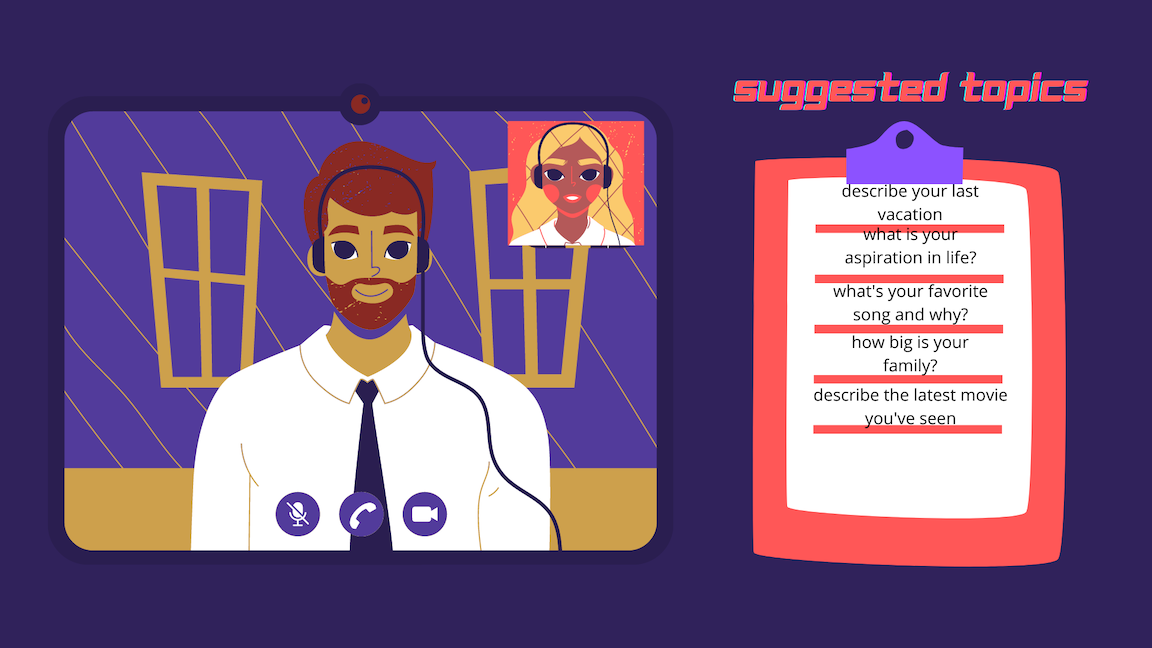 suggested topics
describe your last
vacation
what is your
aspiration in life?
what's your favorite
song and why?
how big is your
family?
describe the latest movie
you've seen